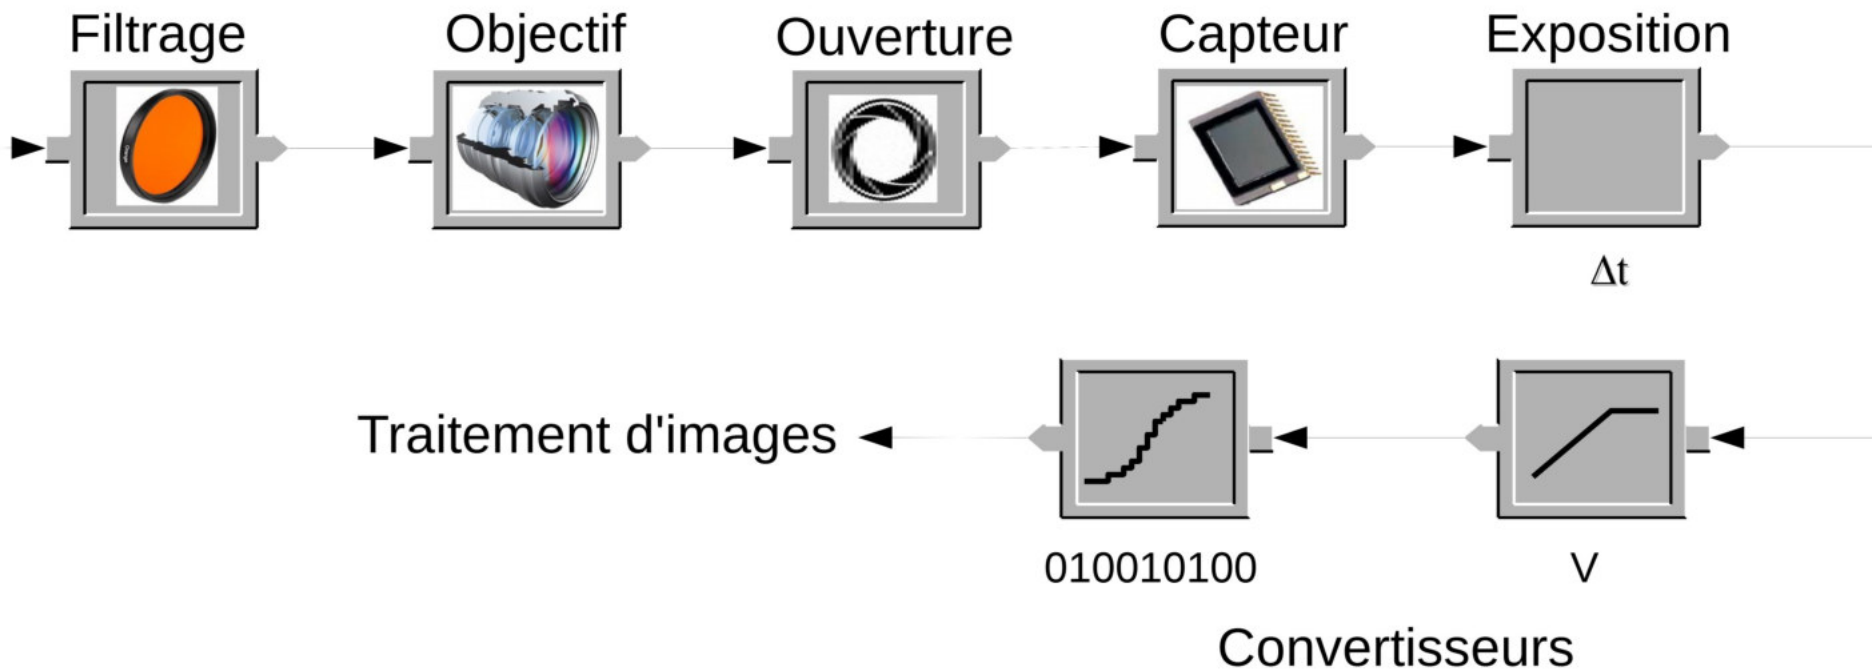 Filtrage
Objectif
Ouverture
Capteur
Exposition
Δt
Traitement d'images
010010100
V
Convertisseurs